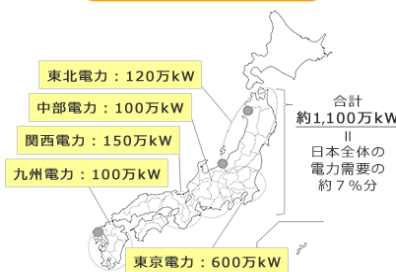 東北電力：120万kW
中部電力：100万kW
関西電力：150万kW
九州電力：100万kW
東京電力：600万kW
合計
約1,100万kW
||
日本全体の
電力需要の
約７％分